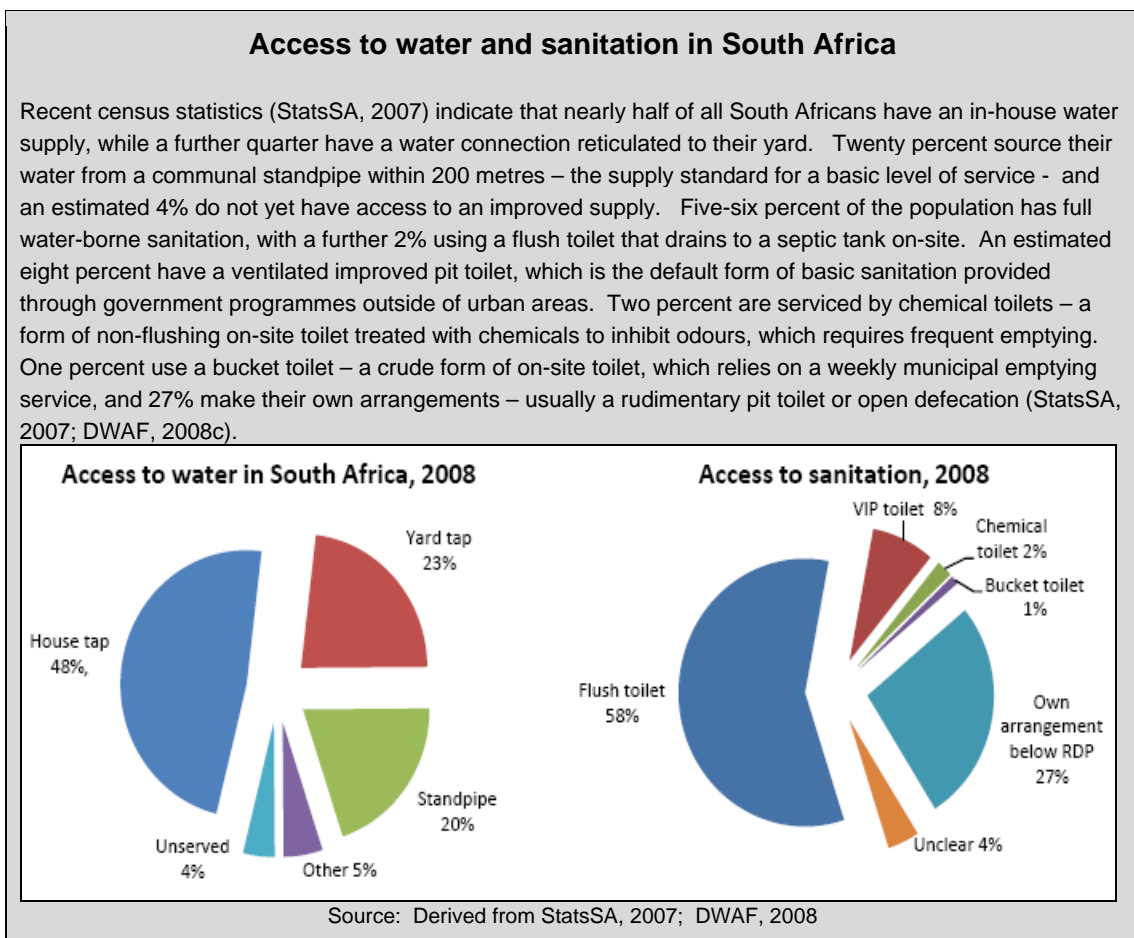 Access to water and sanitation in South Africa
Recent census statistics (StatsSA, 2007) indicate that nearly half of all South Africans have an in-house water
supply, while a further quarter have a water connection reticulated to their yard. Twenty percent source their
water from a communal standpipe within 200 metres – the supply standard for a basic level of service - and
an estimated 4% do not yet have access to an improved supply. Five-six percent of the population has full
water-borne sanitation, with a further 2% using a flush toilet that drains to a septic tank on-site. An estimated
eight percent have a ventilated improved pit toilet, which is the default form of basic sanitation provided
through government programmes outside of urban areas. Two percent are serviced by chemical toilets – a
form of non-flushing on-site toilet treated with chemicals to inhibit odours, which requires frequent emptying.
One percent use a bucket toilet – a crude form of on-site toilet, which relies on a weekly municipal emptying
service, and 27% make their own arrangements – usually a rudimentary pit toilet or open defecation (StatsSA,
2007; DWAF, 2008c).
Access to water in South Africa, 2008
Yard tap
23%
House tap
48%,
Standpipe
20%
Unserved
4%
Other 5%
Access to sanitation, 2008
VIP toilet 8%
Chemical
toilet 2%
Bucket toilet
1%
Flush toilet
58%
Own
arrangement
below RDP
27%
Unclear 4%
Source: Derived from StatsSA, 2007; DWAF, 2008